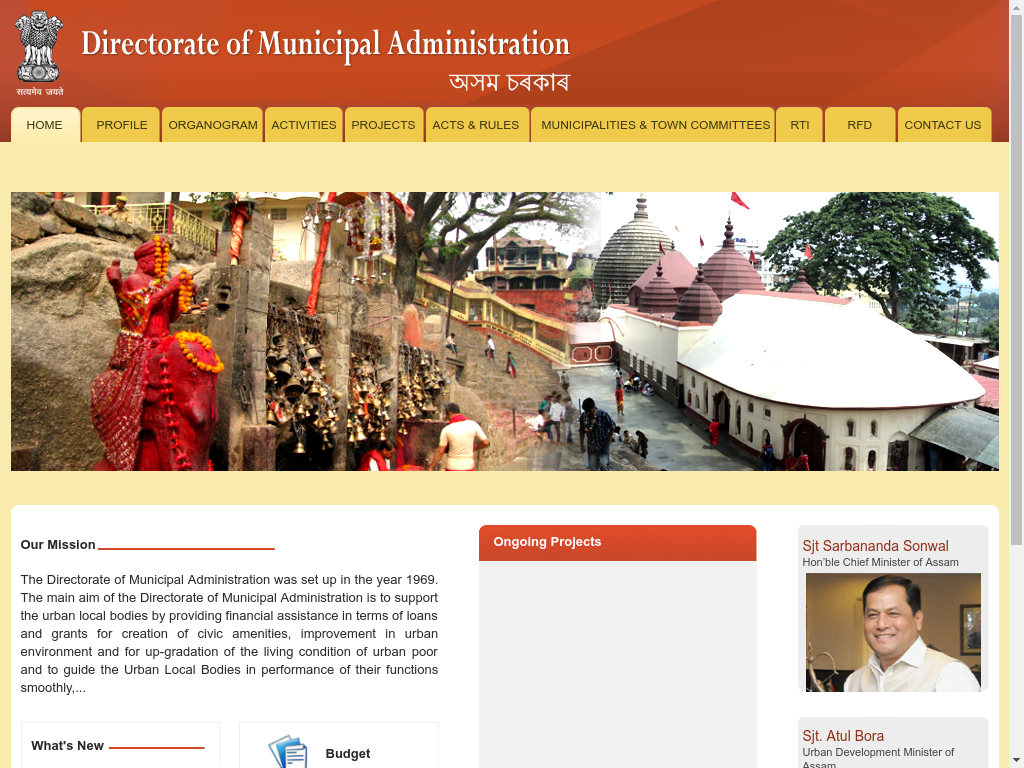 Directorate of Municipal Administration
অসম চৰকাৰ
सत्यमेव जयते
HOME PROFILE ORGANOGRAM ACTIVITIES PROJECTS ACTS & RULES MUNICIPALITIES & TOWN COMMITTEES RTI RFD CONTACT US
Our Mission
The Directorate of Municipal Administration was set up in the year 1969.
The main aim of the Directorate of Municipal Administration is to support
the urban local bodies by providing financial assistance in terms of loans
and grants for creation of civic amenities, improvement in urban
environment and for up-gradation of the living condition of urban poor
and to guide the Urban Local Bodies in performance of their functions
smoothly,...
What's New
Budget
Ongoing Projects
Sjt Sarbananda Sonwal
Hon'ble Chief Minister of Assam
Sjt. Atul Bora
Urban Development Minister of
Assam